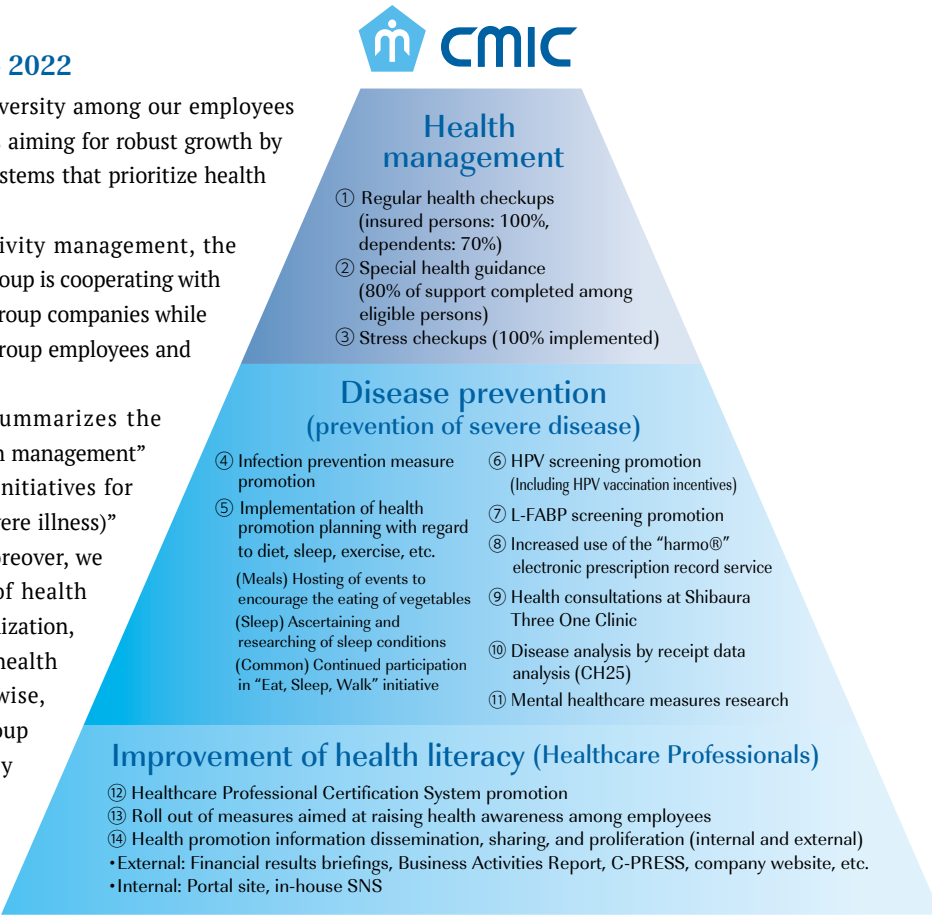 CMIC
2022
versity among our employees
aiming for robust growth by
stems that prioritize health
ivity management, the
oup is cooperating with
roup companies while
roup employees and
ummarizes the
management”
nitiatives for
vere illness)”
reover, we
of health
ization,
health
wise,
oup
y
Health
management
① Regular health checkups
(insured persons: 100%,
dependents: 70%)
② Special health guidance
(80% of support completed among
eligible persons)
③ Stress checkups (100% implemented)
Disease prevention
(prevention of severe disease)
④ Infection prevention measure
promotion
⑤ Implementation of health
promotion planning with regard
to diet, sleep, exercise, etc.
(Meals) Hosting of events to
encourage the eating of vegetables
(Sleep) Ascertaining and
researching of sleep conditions
(Common) Continued participation
in “Eat, Sleep, Walk” initiative
⑥ HPV screening promotion
(Including HPV vaccination incentives)
⑦ L-FABP screening promotion
⑧ Increased use of the “harmo®”
electronic prescription record service
⑨ Health consultations at Shibaura
Three One Clinic
⑩ Disease analysis by receipt data
analysis (CH25)
⑪ Mental healthcare measures research
Improvement of health literacy (Healthcare Professionals)
⑫ Healthcare Professional Certification System promotion
⑬ Roll out of measures aimed at raising health awareness among employees
⑭ Health promotion information dissemination, sharing, and proliferation (internal and external)
•External: Financial results briefings, Business Activities Report, C-PRESS, company website, etc.
•Internal: Portal site, in-house SNS